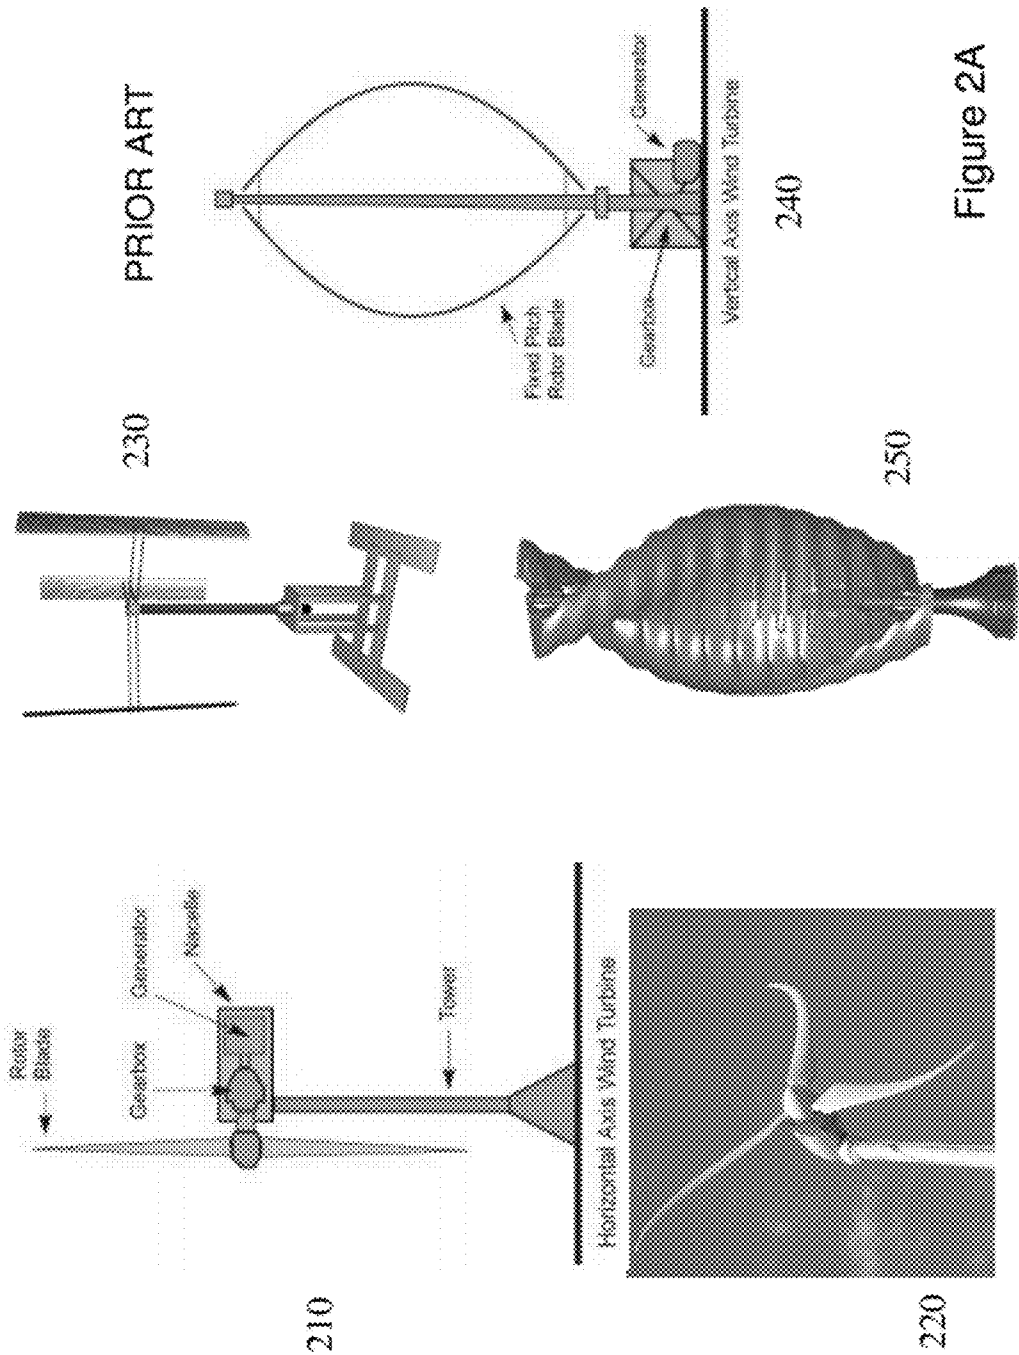 PRIOR ART
Rotor
Blade
Gearbox
Generator
Nacelle
Tower
Horizontal Axis Wind Turbine
210
220
230
Fixed Pitch
Rotor Blade
Gearbox
Generator
Vertical Axis Wind Turbine
240
250
Figure 2A